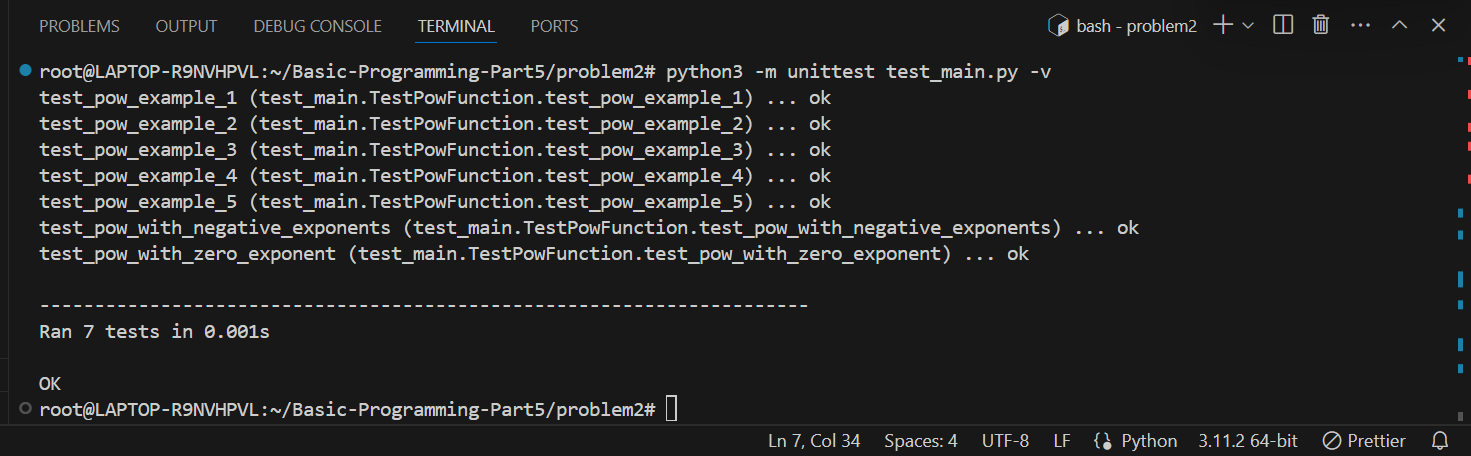 PROBLEMS OUTPUT DEBUG CONSOLE TERMINAL PORTS bash - problem2
root@LAPTOP-R9NVHPVL:~/Basic-Programming-Part5/problem2# python3 -m unittest test_main.py -v
test_pow_example_1 (test_main.TestPowFunction.test_pow_example_1) ... ok
test_pow_example_2 (test_main.TestPowFunction.test_pow_example_2) ... ok
test_pow_example_3 (test_main.TestPowFunction.test_pow_example_3) ... ok
test_pow_example_4 (test_main.TestPowFunction.test_pow_example_4) ... ok
test_pow_example_5 (test_main.TestPowFunction.test_pow_example_5) ... ok
test_pow_with_negative_exponents (test_main.TestPowFunction.test_pow_with_negative_exponents) ... ok
test_pow_with_zero_exponent (test_main.TestPowFunction.test_pow_with_zero_exponent) ... ok
----------------------------------------------------------------------
Ran 7 tests in 0.001s
OK
root@LAPTOP-R9NVHPVL:~/Basic-Programming-Part5/problem2#
Ln 7, Col 34 Spaces: 4 UTF-8 LF Python 3.11.2 64-bit Prettier